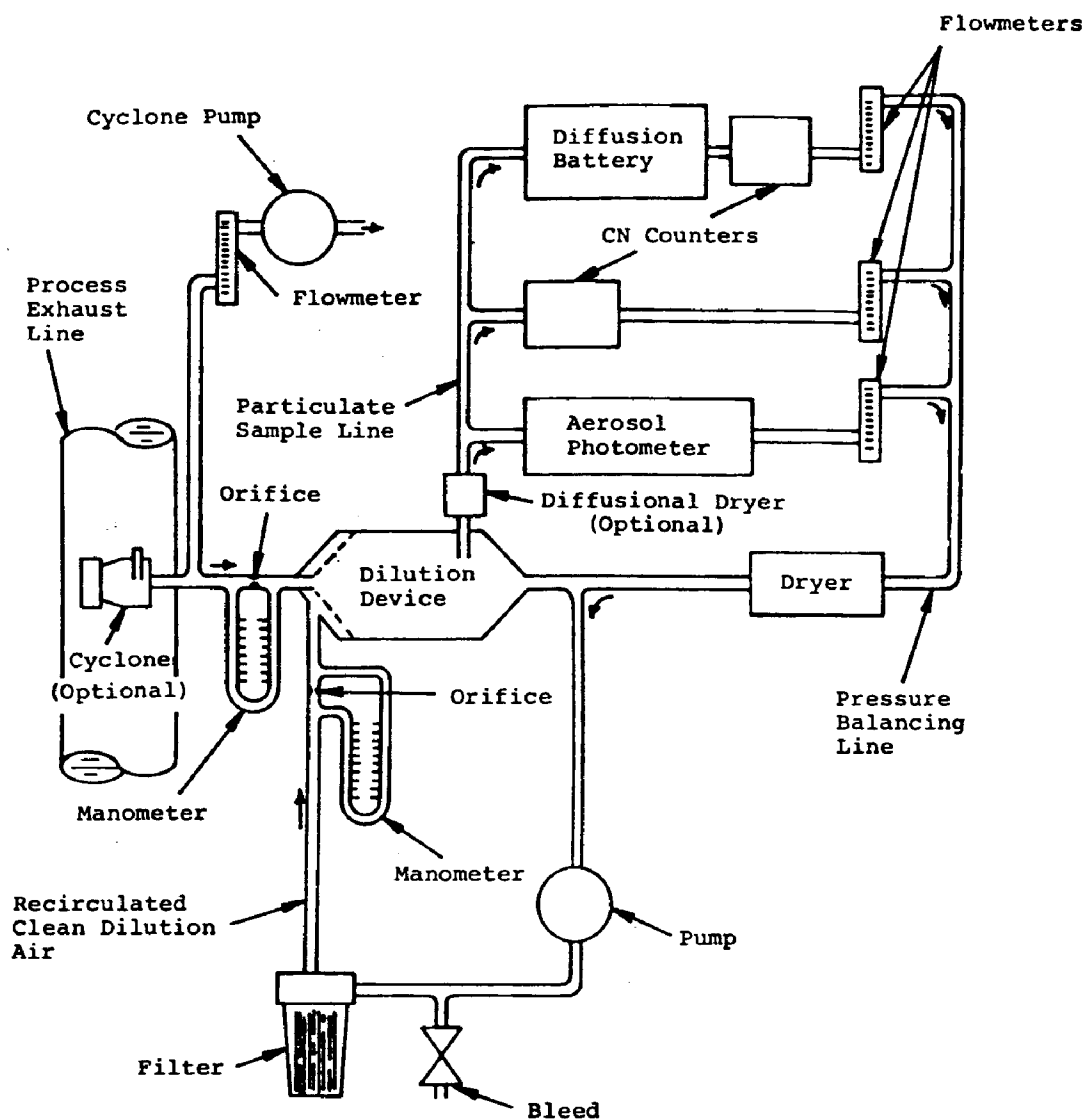 Flowmeters
Cyclone Pump
Diffusion
Battery
CN Counters
Process
Exhaust
Line
Flowmeter
Particulate
Sample Line
Aerosol
Photometer
Orifice
Diffusional Dryer
(Optional)
Dilution
Device
Dryer
Cyclone
(Optional)
Orifice
Pressure
Balancing
Line
Manometer
Manometer
Recirculated
Clean Dilution
Air
Pump
Filter
Bleed